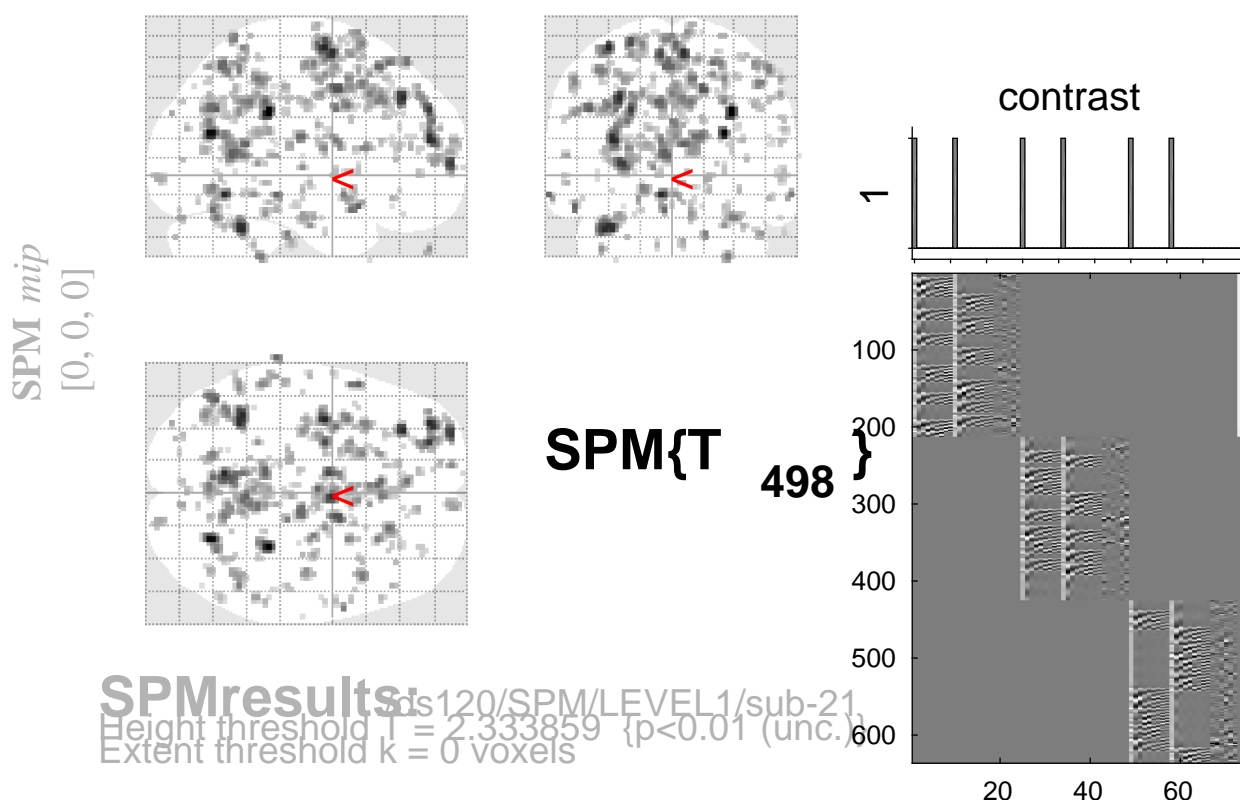 SPM mip
[0, 0, 0]
<
<
<
SPM{T498}
contrast
1
100
200
300
400
500
600
20
40
60
SPMresults: /ds120/SPM/LEVEL1/sub-21
Height threshold T = 2.333859 {p<0.01 (unc.)}
Extent threshold k = 0 voxels